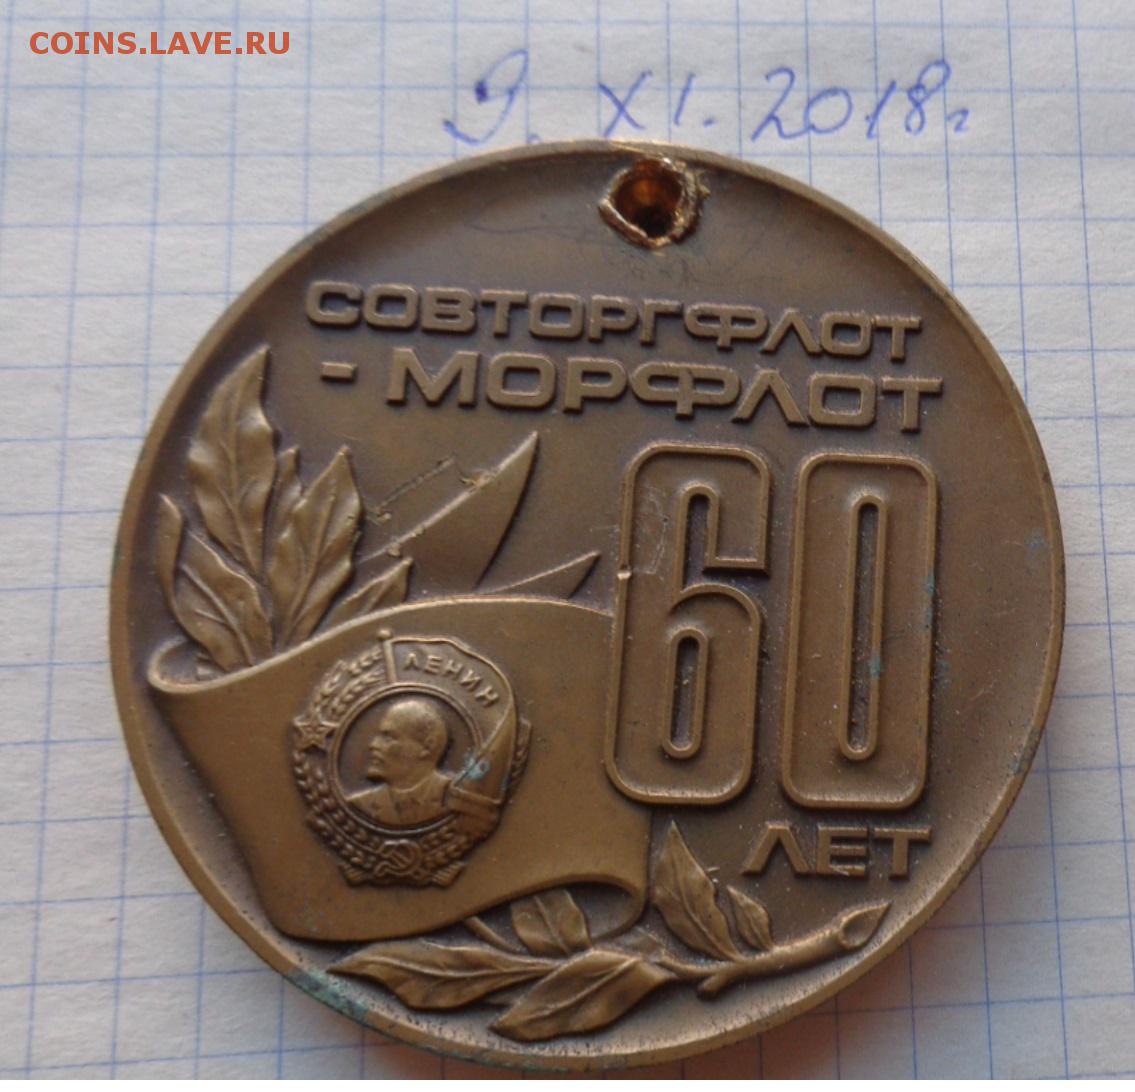 COINS.LAVE.RU
9. XI. 2018г
СОВТОРГФЛОТ
- МОРФЛОТ
60
ЛЕТ
ЛЕНИН